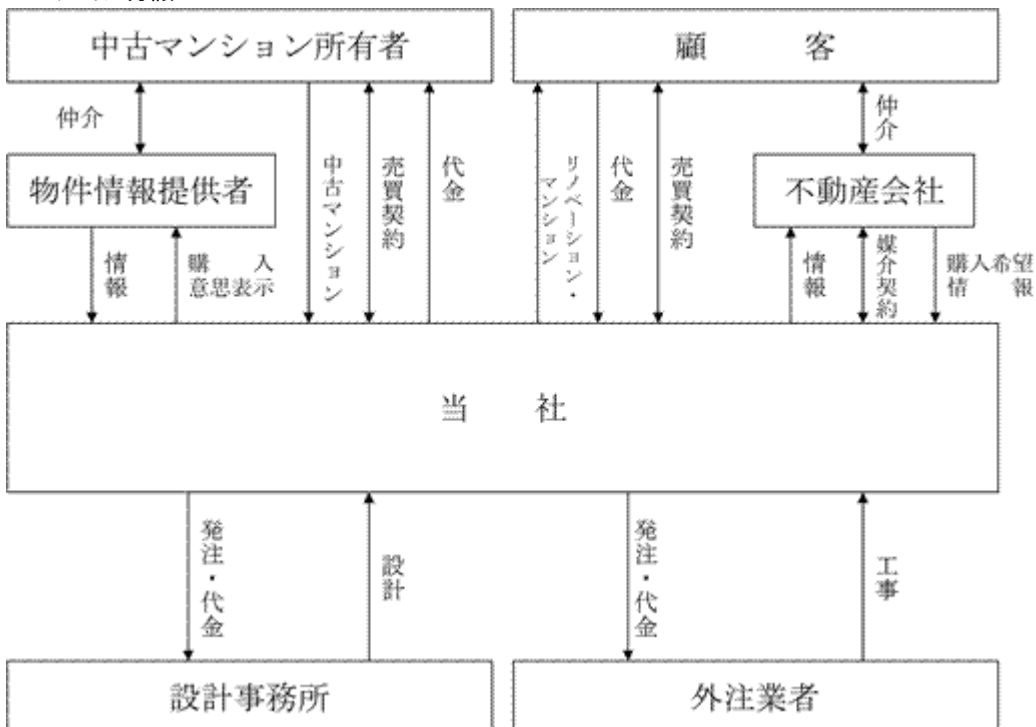 中古マンション所有者
顧　　客
仲介
仲介
物件情報提供者
不動産会社
中古マンション
売買契約
代金
リノベーション・
マンション
代金
売買契約
情報
購入
意思表示
情報
媒介契約
購入希望
情報
当　　社
発注・代金
設計
発注・代金
工事
設計事務所
外注業者